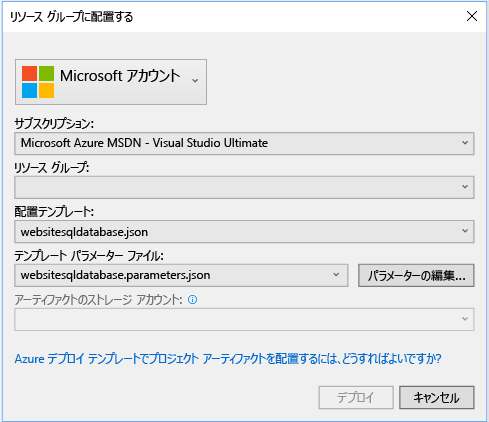 リソース グループに配置する
Microsoft アカウント
サブスクリプション:
Microsoft Azure MSDN - Visual Studio Ultimate
リソース グループ:
配置テンプレート:
websitesqldatabase.json
テンプレート パラメーター ファイル:
websitesqldatabase.parameters.json
パラメーターの編集...
アーティファクトのストレージ アカウント:
Azure デプロイ テンプレートでプロジェクト アーティファクトを配置するには、どうすればよいですか?
デプロイ
キャンセル